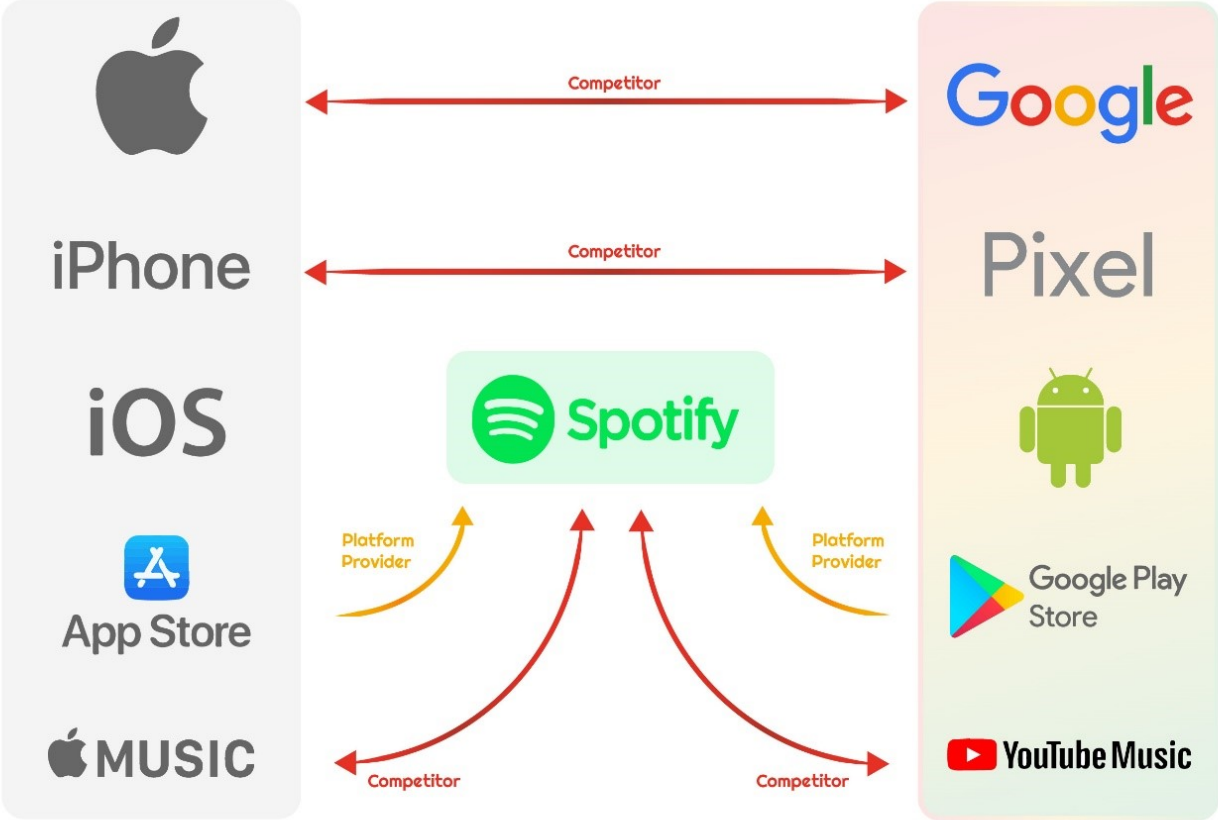 Competitor
Google
iPhone
Competitor
Pixel
iOS
Spotify
Platform
Provider
Platform
Provider
App Store
Google Play
Store
MUSIC
Competitor
Competitor
YouTube Music